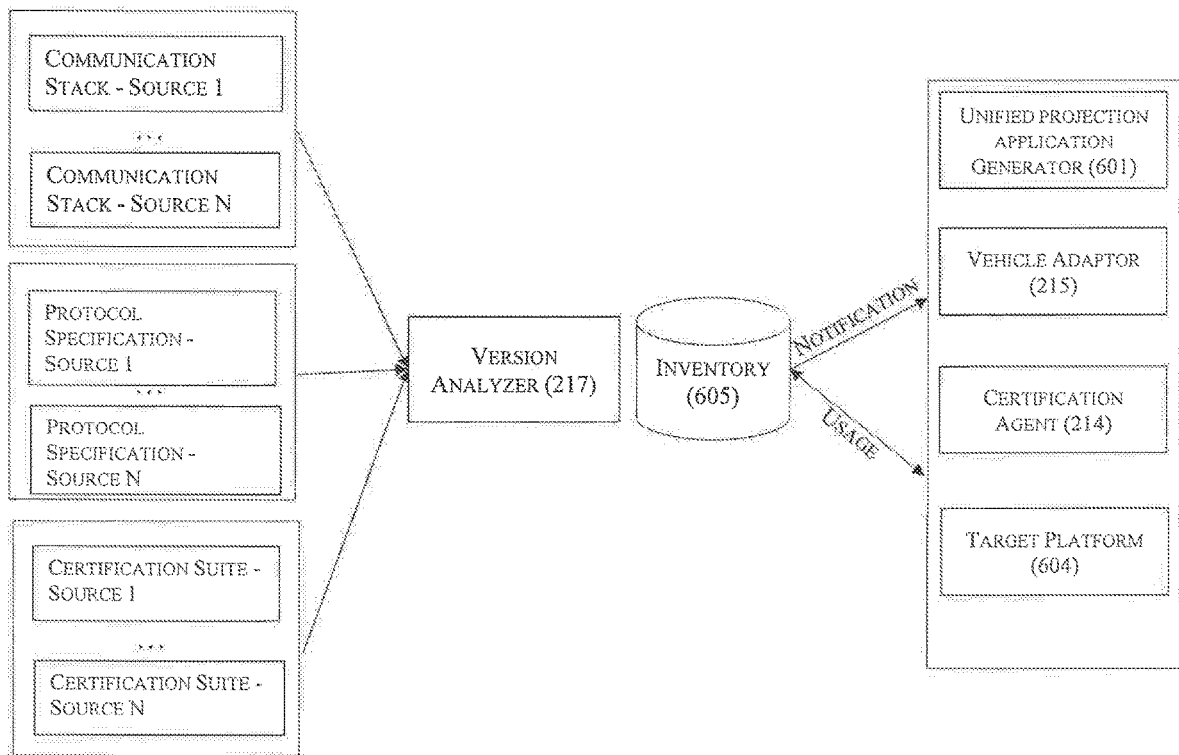 COMMUNICATION
STACK - SOURCE 1
...
COMMUNICATION
STACK - SOURCE N
PROTOCOL
SPECIFICATION -
SOURCE 1
...
PROTOCOL
SPECIFICATION -
SOURCE N
CERTIFICATION SUITE -
SOURCE 1
...
CERTIFICATION SUITE -
SOURCE N
VERSION
ANALYZER (217)
INVENTORY
(605)
NOTIFICATION
USAGE
UNIFIED PROJECTION
APPLICATION
GENERATOR (601)
VEHICLE ADAPTOR
(215)
CERTIFICATION
AGENT (214)
TARGET PLATFORM
(604)